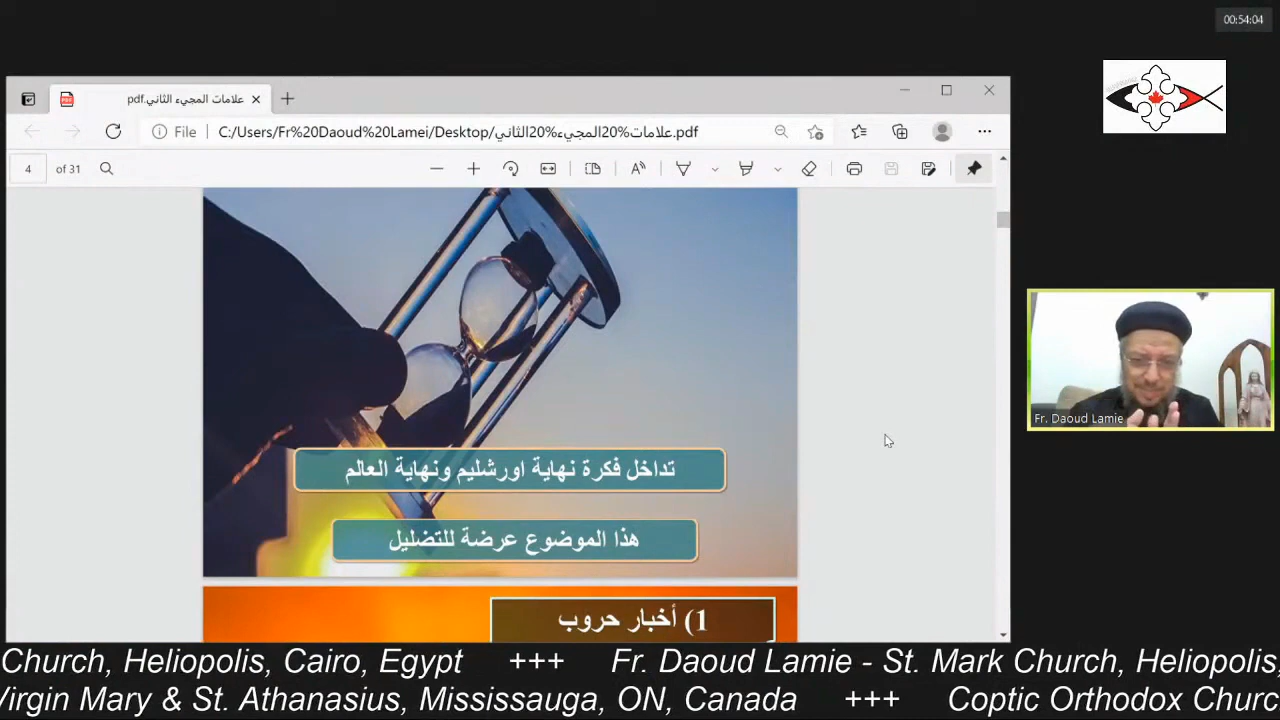 00:54:04
علامات المجيء الثاني.pdf
File C:/Users/Fr%20Daoud%20Lamei/Desktop/علامات%20المجيء%20الثاني.pdf
4 of 31
تداخل فكرة نهاية اورشليم ونهاية العالم
هذا الموضوع عرضة للتضليل
1) أخبار حروب
Fr. Daoud Lamie
Church, Heliopolis, Cairo, Egypt +++ Fr. Daoud Lamie - St. Mark Church, Heliopolis,
Virgin Mary & St. Athanasius, Mississauga, ON, Canada +++ Coptic Orthodox Churc